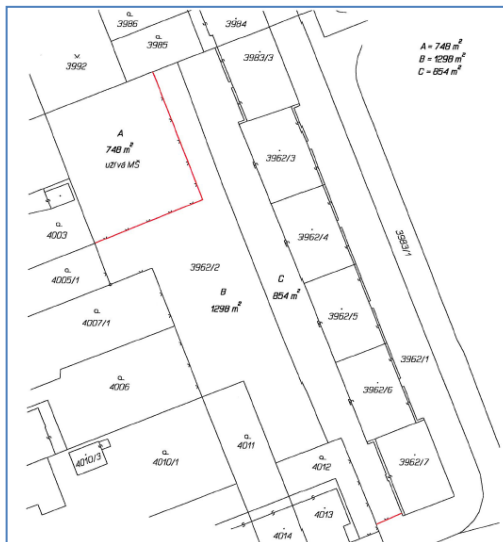 3986
3984
3985
3992
3983/3
A = 748 m²
B = 1298 m²
C = 854 m²
A
748 m²
užívá MŠ
3962/3
4003
3962/4
3983/1
3962/2
C
854 m²
4005/1
B
1298 m²
3962/5
4007/1
3962/1
4006
3962/6
4011
4010/3
4010/1
4012
3962/7
4013
4014